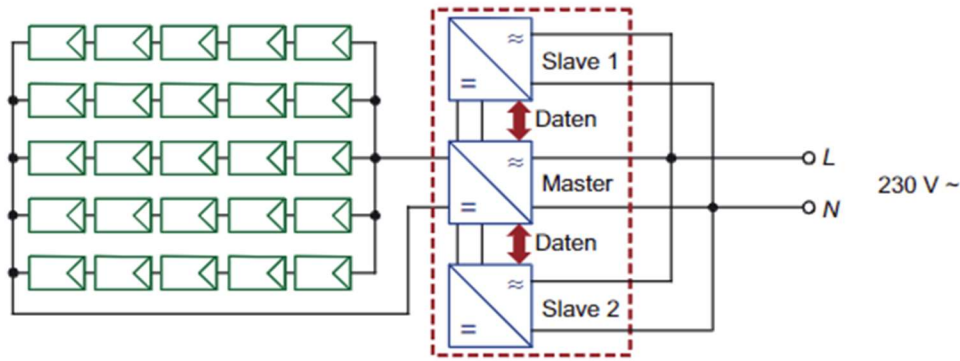 Slave 1
Daten
Master
Daten
Slave 2
L
N
230 V ~